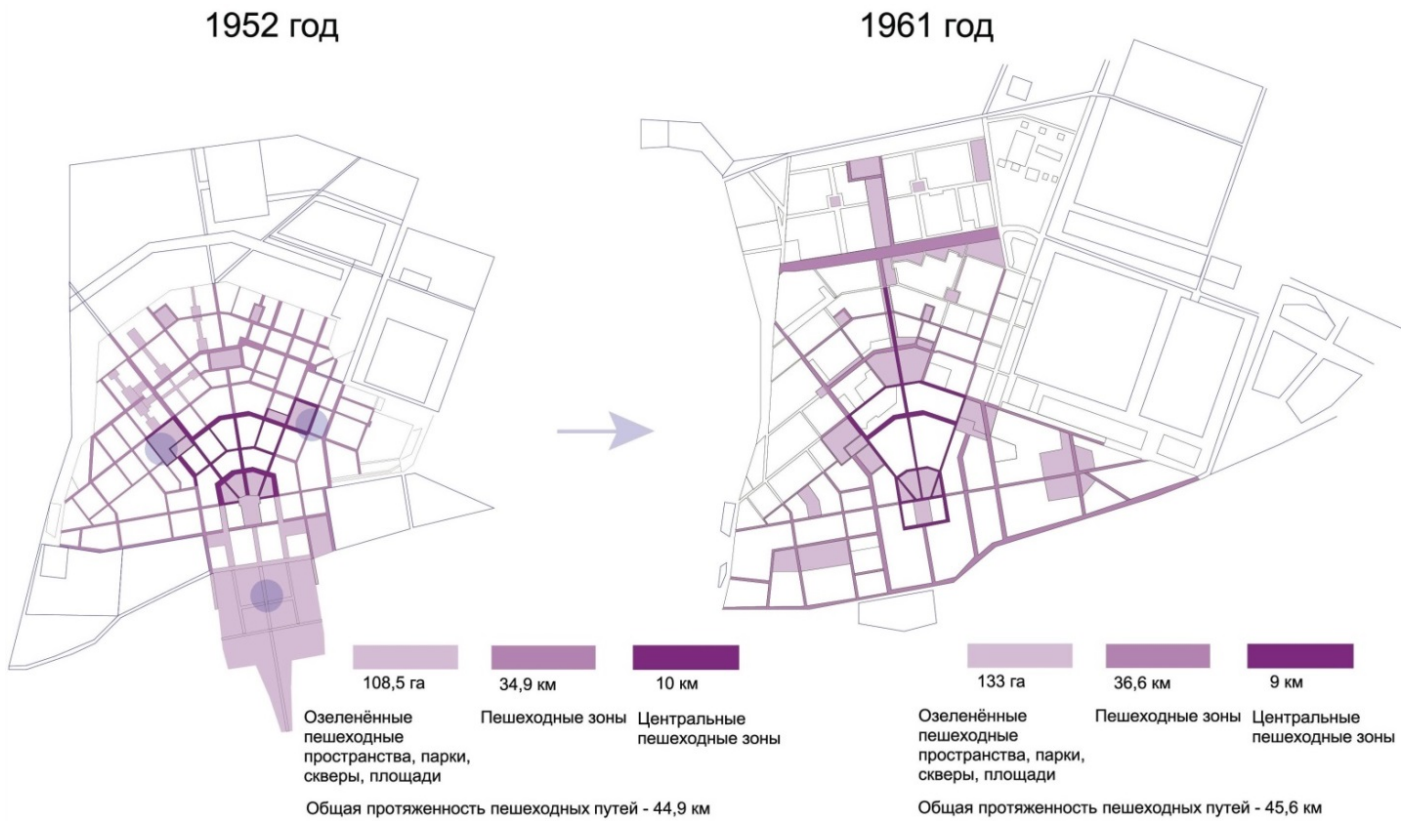 1952 год
1961 год
108,5 га
34,9 км
10 км
Озеленённые
пешеходные
пространства, парки,
скверы, площади
Пешеходные зоны
Центральные
пешеходные зоны
Общая протяженность пешеходных путей - 44,9 км
133 га
36,6 км
9 км
Озеленённые
пешеходные
пространства, парки,
скверы, площади
Пешеходные зоны
Центральные
пешеходные зоны
Общая протяженность пешеходных путей - 45,6 км